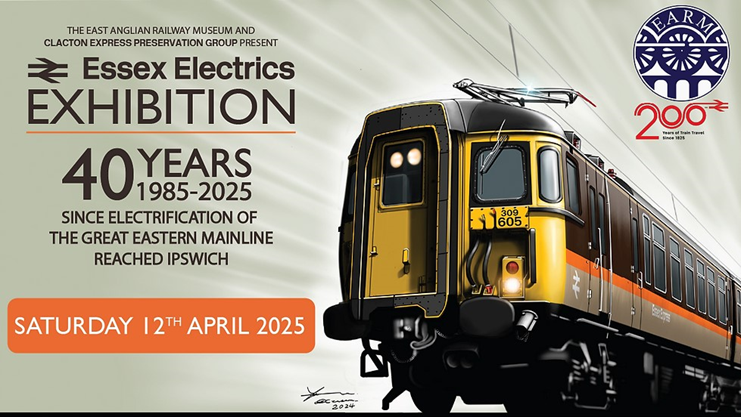 THE EAST ANGLIAN RAILWAY MUSEUM AND
CLACTON EXPRESS PRESERVATION GROUP PRESENT
Essex Electrics
EXHIBITION
40 YEARS
1985-2025
SINCE ELECTRIFICATION OF
THE GREAT EASTERN MAINLINE
REACHED IPSWICH
SATURDAY 12TH APRIL 2025
EARM
200
Years of Train Travel
Since 1825
309
605
Essex Express
2024